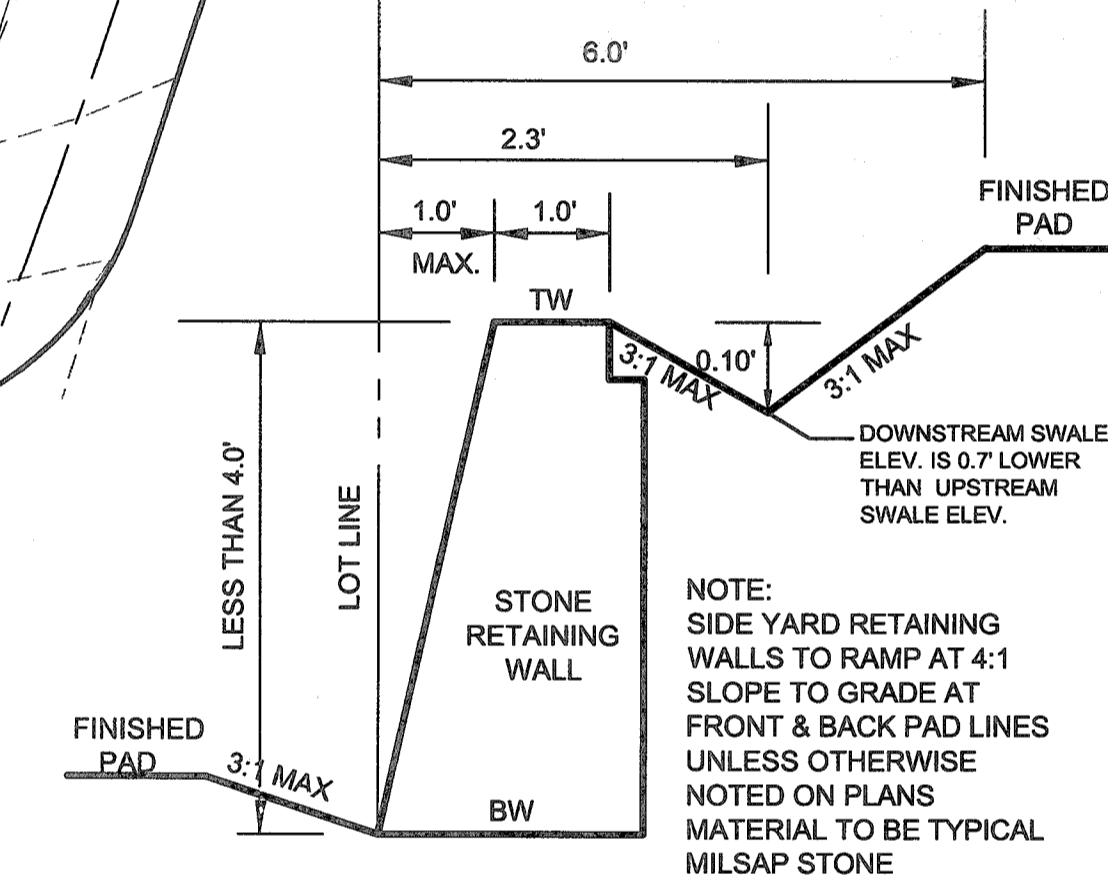 6.0'
2.3'
1.0'
1.0'
MAX.
FINISHED
PAD
TW
3:1 MAX
0.10'
3:1 MAX
DOWNSTREAM SWALE
ELEV. IS 0.7' LOWER
THAN UPSTREAM
SWALE ELEV.
LESS THAN 4.0'
LOT LINE
STONE
RETAINING
WALL
NOTE:
SIDE YARD RETAINING
WALLS TO RAMP AT 4:1
SLOPE TO GRADE AT
FRONT & BACK PAD LINES
UNLESS OTHERWISE
NOTED ON PLANS
MATERIAL TO BE TYPICAL
MILSAP STONE
FINISHED
PAD
3:1 MAX
BW